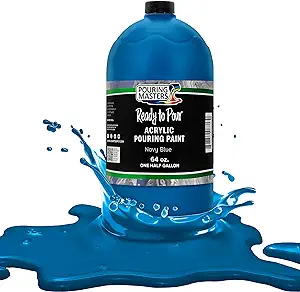 POURING
MASTERS
Ready to Pour
ACRYLIC
POURING PAINT
Navy Blue
64 oz.
ONE HALF GALLON